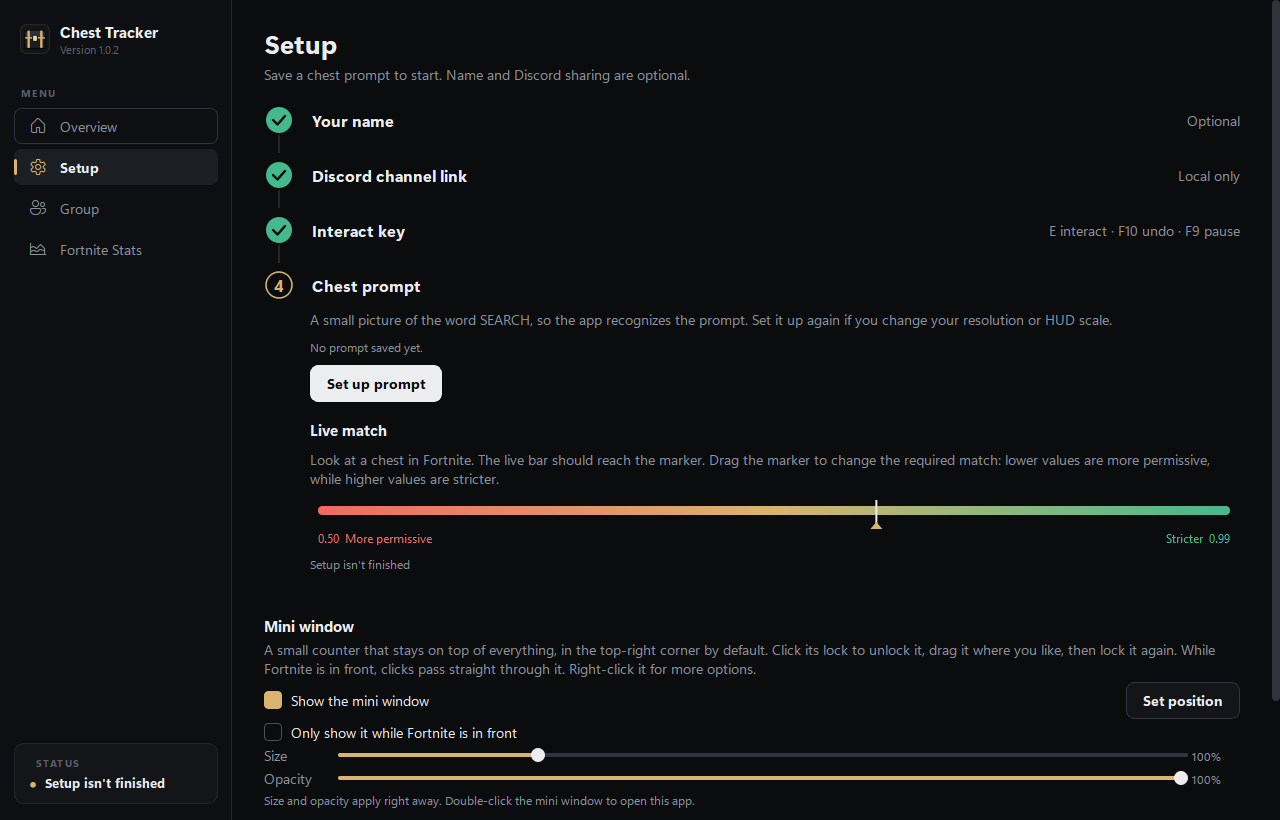 Chest Tracker
Version 1.0.2
MENU
Overview
Setup
Group
Fortnite Stats
STATUS
Setup isn't finished
Setup
Save a chest prompt to start. Name and Discord sharing are optional.
Your name
Optional
Discord channel link
Local only
Interact key
E interact · F10 undo · F9 pause
4
Chest prompt
A small picture of the word SEARCH, so the app recognizes the prompt. Set it up again if you change your resolution or HUD scale.
No prompt saved yet.
Set up prompt
Live match
Look at a chest in Fortnite. The live bar should reach the marker. Drag the marker to change the required match: lower values are more permissive,
while higher values are stricter.
0.50 More permissive
Stricter 0.99
Setup isn't finished
Mini window
A small counter that stays on top of everything, in the top-right corner by default. Click its lock to unlock it, drag it where you like, then lock it again. While
Fortnite is in front, clicks pass straight through it. Right-click it for more options.
Show the mini window
Set position
Only show it while Fortnite is in front
Size
100%
Opacity
100%
Size and opacity apply right away. Double-click the mini window to open this app.